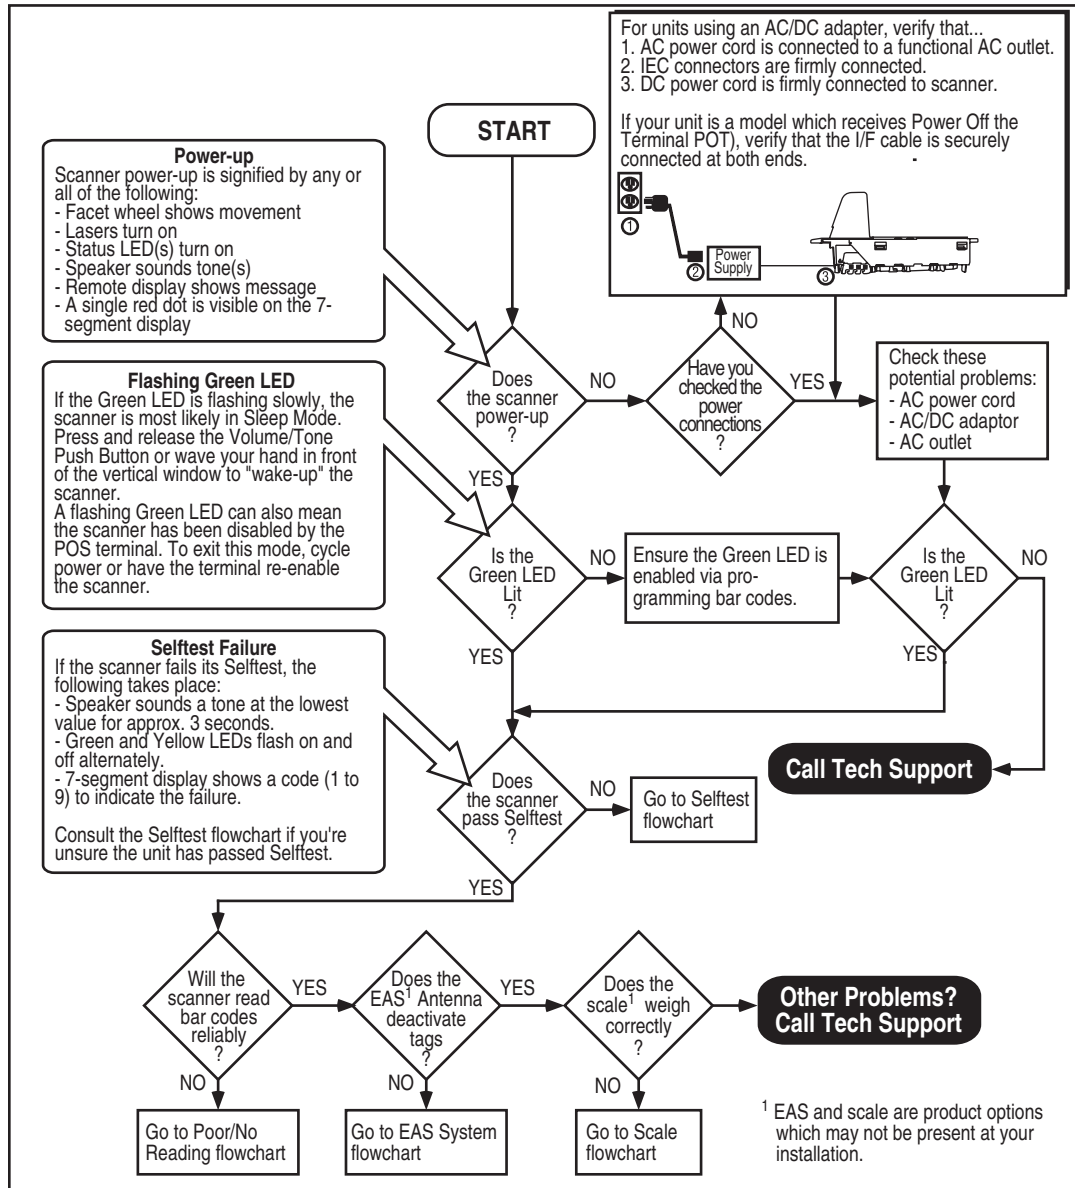 For units using an AC/DC adapter, verify that...
1. AC power cord is connected to a functional AC outlet.
2. IEC connectors are firmly connected.
3. DC power cord is firmly connected to scanner.
If your unit is a model which receives Power Off the
Terminal POT), verify that the I/F cable is securely
connected at both ends.
1
2
Power
Supply
3
START
Power-up
Scanner power-up is signified by any or
all of the following:
- Facet wheel shows movement
- Lasers turn on
- Status LED(s) turn on
- Speaker sounds tone(s)
- Remote display shows message
- A single red dot is visible on the 7-
segment display
Does
the scanner
power-up
?
NO
YES
Have you
checked the
power
connections
?
NO
YES
Check these
potential problems:
- AC power cord
- AC/DC adaptor
- AC outlet
Flashing Green LED
If the Green LED is flashing slowly, the
scanner is most likely in Sleep Mode.
Press and release the Volume/Tone
Push Button or wave your hand in front
of the vertical window to "wake-up" the
scanner.
A flashing Green LED can also mean
the scanner has been disabled by the
POS terminal. To exit this mode, cycle
power or have the terminal re-enable
the scanner.
Is the
Green LED
Lit
?
NO
YES
Ensure the Green LED is
enabled via pro-
gramming bar codes.
Is the
Green LED
Lit
?
NO
YES
Call Tech Support
Selftest Failure
If the scanner fails its Selftest, the
following takes place:
- Speaker sounds a tone at the lowest
value for approx. 3 seconds.
- Green and Yellow LEDs flash on and
off alternately.
- 7-segment display shows a code (1 to
9) to indicate the failure.
Consult the Selftest flowchart if you're
unsure the unit has passed Selftest.
Does
the scanner
pass Selftest
?
NO
YES
Go to Selftest
flowchart
Will the
scanner read
bar codes
reliably
?
YES
NO
Does the
EAS1 Antenna
deactivate
tags
?
YES
NO
Does the
scale1 weigh
correctly
?
NO
Other Problems?
Call Tech Support
Go to Poor/No
Reading flowchart
Go to EAS System
flowchart
Go to Scale
flowchart
1 EAS and scale are product options
which may not be present at your
installation.